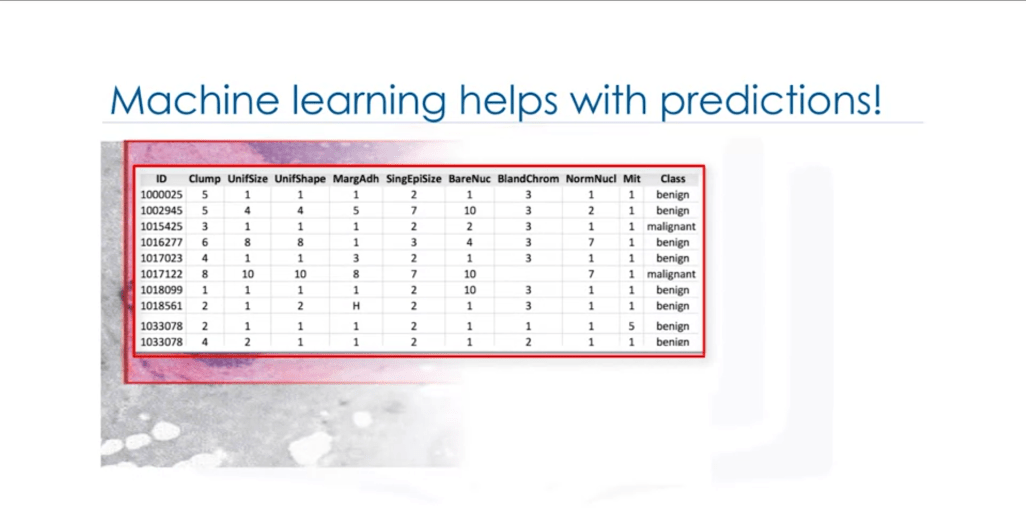 Machine learning helps with predictions!
ID Clump UnifSize UnifShape MargAdh SingEpiSize BareNuc BlandChrom NormNucl Mit Class
1000025 5 1 1 1 2 1 3 1 1 benign
1002945 5 4 4 5 7 10 3 2 1 benign
1015425 3 1 1 1 2 2 3 1 1 malignant
1016277 6 8 8 1 3 4 3 7 1 benign
1017023 4 1 1 3 2 1 3 1 1 benign
1017122 8 10 10 8 7 10 7 1 malignant
1018099 1 1 1 1 2 10 3 1 1 benign
1018561 2 1 2 H 2 1 3 1 1 benign
1033078 2 1 1 1 2 1 1 1 5 benign
1033078 4 2 1 1 2 1 2 1 1 benign